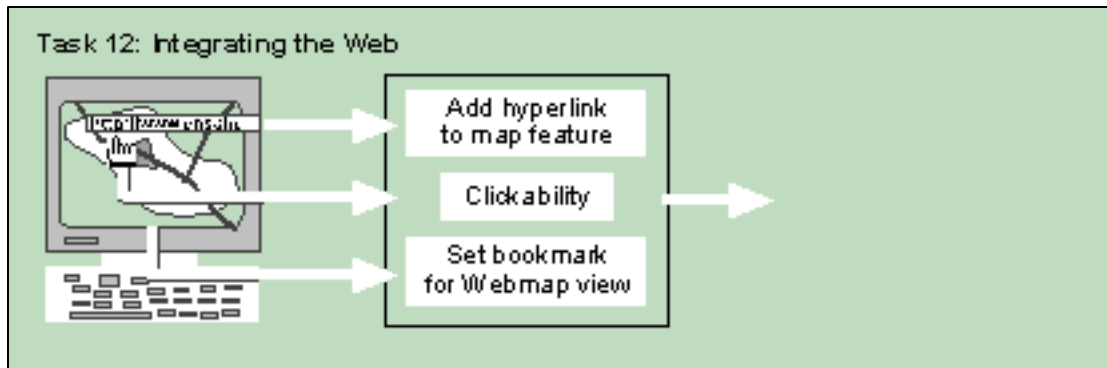 Task 12: Integrating the Web
Add hyperlink
to map feature
Clickability
Set bookmark
for Webmap view